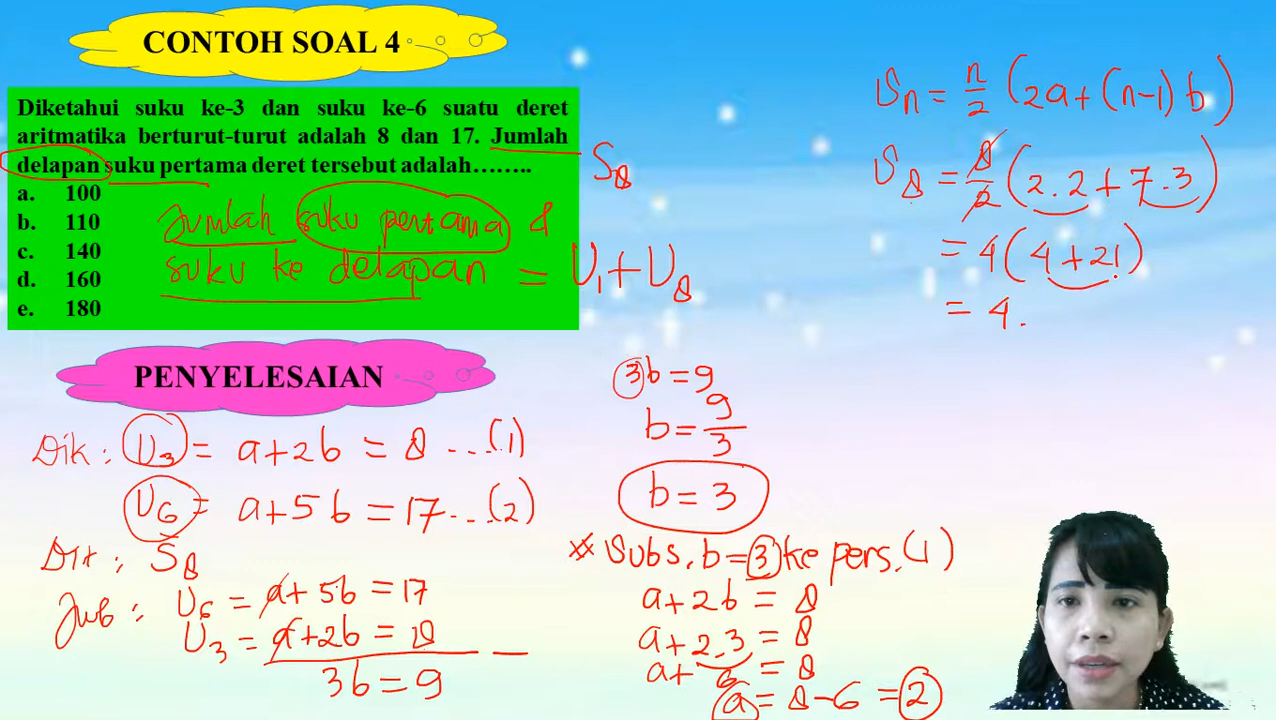 CONTOH SOAL 4
Diketahui suku ke-3 dan suku ke-6 suatu deret
aritmatika berturut-turut adalah 8 dan 17. Jumlah
delapan suku pertama deret tersebut adalah……..
a. 100
b. 110
c. 140
d. 160
e. 180
S8
Jumlah suku pertama &
suku ke delapan = U1 + U8
PENYELESAIAN
Dik : U3 = a+2b = 8 ...(1)
U6 = a+5b = 17...(2)
Dit : S8
Jwb : U6 = a+5b = 17
U3 = a+2b = 8
3b = 9
3b = 9
b = 9/3
b = 3
** Subs. b = 3 ke pers. (1)
a+2b = 8
a+2.3 = 8
a+6 = 8
a = 8-6 = 2
Sn = n/2 (2a+(n-1) b)
S8 = 8/2 (2.2+7.3)
= 4(4+21)
= 4.